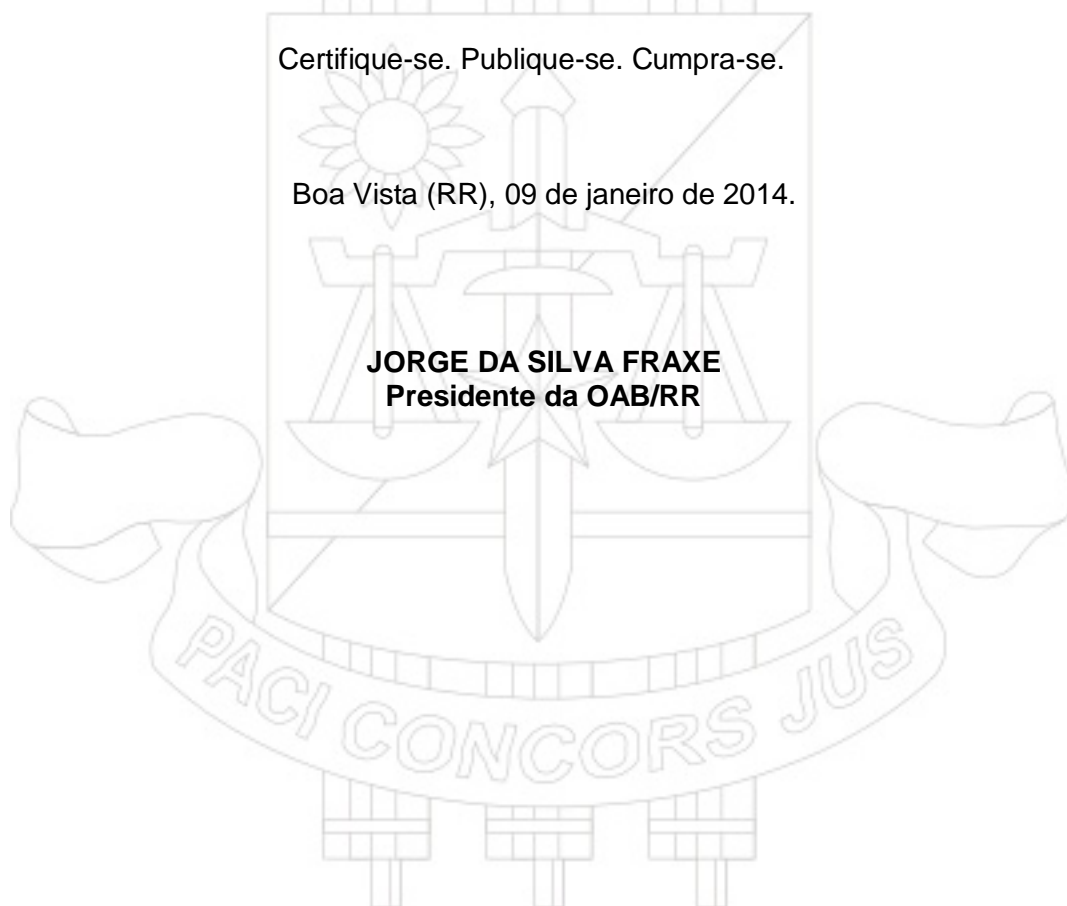 Certifique-se. Publique-se. Cumpra-se.
Boa Vista (RR), 09 de janeiro de 2014.
JORGE DA SILVA FRAXE
Presidente da OAB/RR
PACI CONCORS JUS